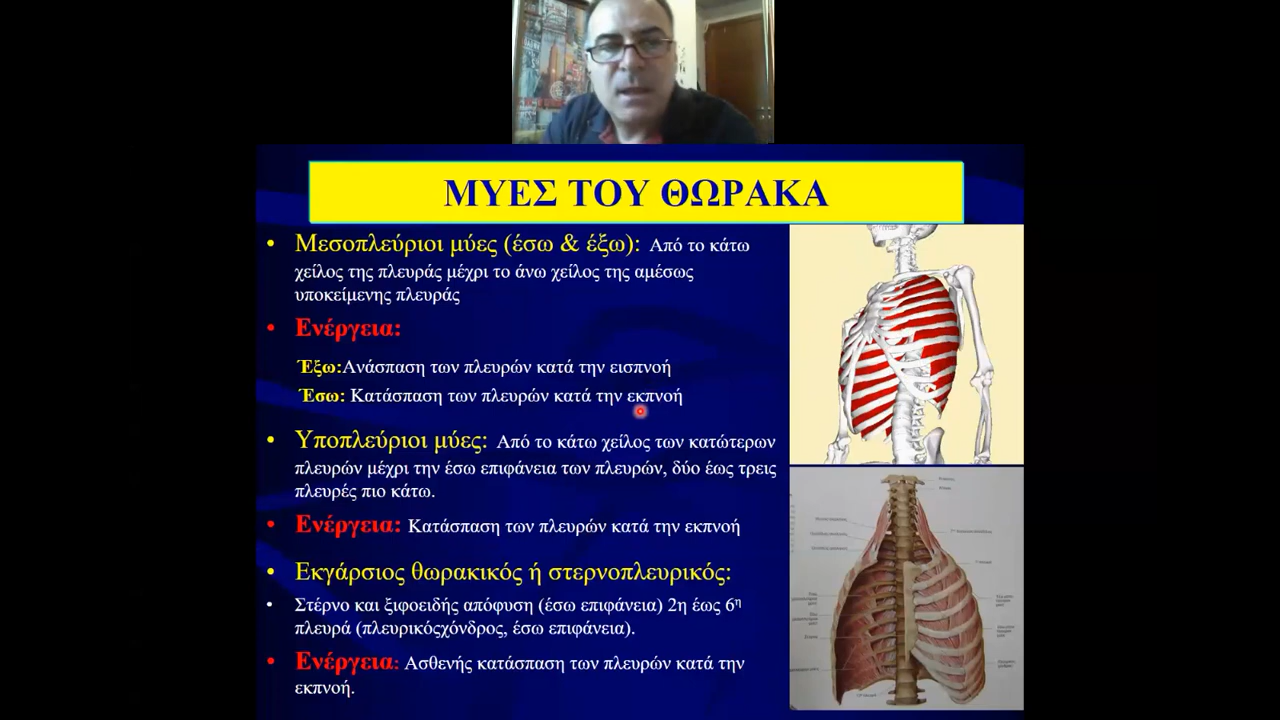 ΜΥΕΣ ΤΟΥ ΘΩΡΑΚΑ
• Μεσοπλεύριοι μύες (έσω & έξω): Από το κάτω
χείλος της πλευράς μέχρι το άνω χείλος της αμέσως
υποκείμενης πλευράς
• Ενέργεια:
Έξω:Ανάσπαση των πλευρών κατά την εισπνοή
Έσω: Κατάσπαση των πλευρών κατά την εκπνοή
• Υποπλεύριοι μύες: Από το κάτω χείλος των κατώτερων
πλευρών μέχρι την έσω επιφάνεια των πλευρών, δύο έως τρεις
πλευρές πιο κάτω.
• Ενέργεια: Κατάσπαση των πλευρών κατά την εκπνοή
• Εκγάρσιος θωρακικός ή στερνοπλευρικός:
• Στέρνο και ξιφοειδής απόφυση (έσω επιφάνεια) 2η έως 6η
πλευρά (πλευρικόςχόνδρος, έσω επιφάνεια).
• Ενέργεια: Ασθενής κατάσπαση των πλευρών κατά την
εκπνοή.